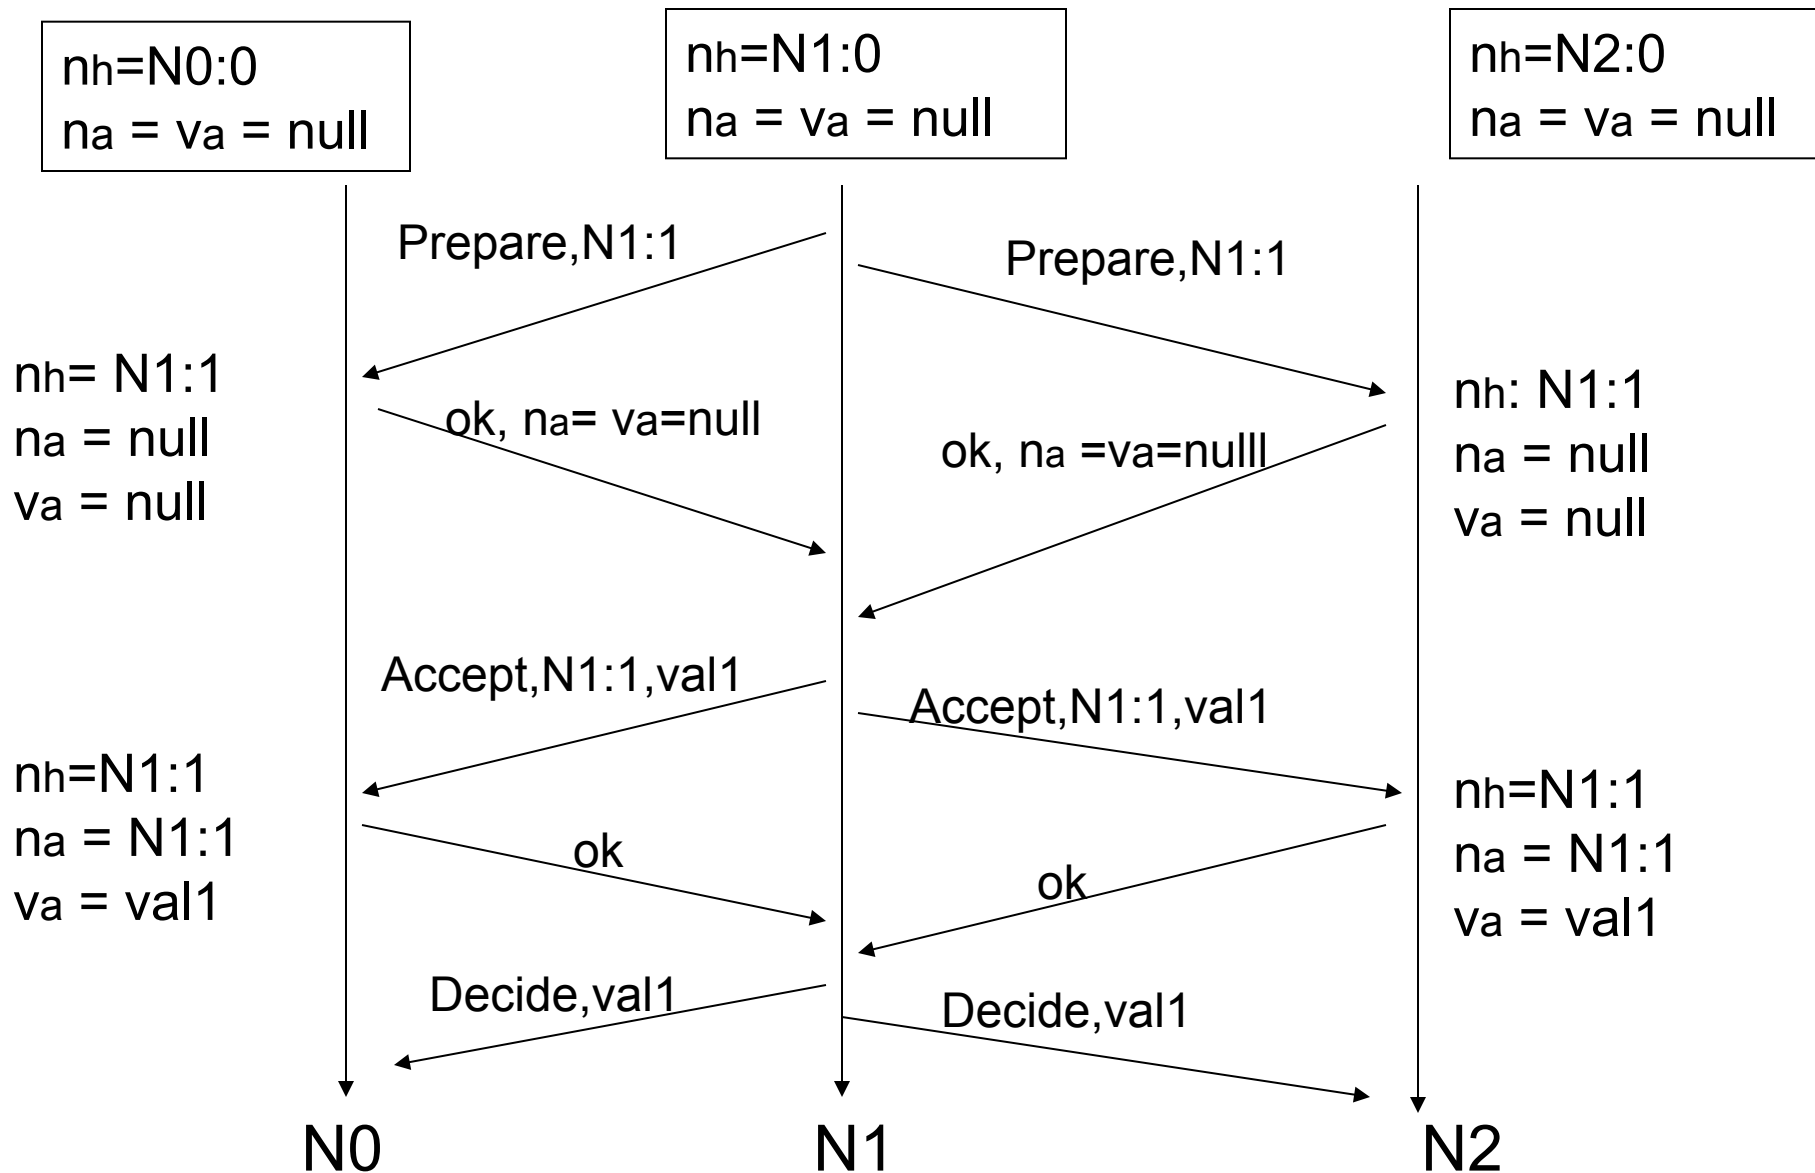 nh=N0:0
na = va = null
nh=N1:0
na = va = null
nh=N2:0
na = va = null
Prepare,N1:1
Prepare,N1:1
nh= N1:1
na = null
va = null
ok, na= va=null
ok, na =va=nulll
nh: N1:1
na = null
va = null
Accept,N1:1,val1
Accept,N1:1,val1
nh=N1:1
na = N1:1
va = val1
ok
ok
nh=N1:1
na = N1:1
va = val1
Decide,val1
Decide,val1
N0
N1
N2